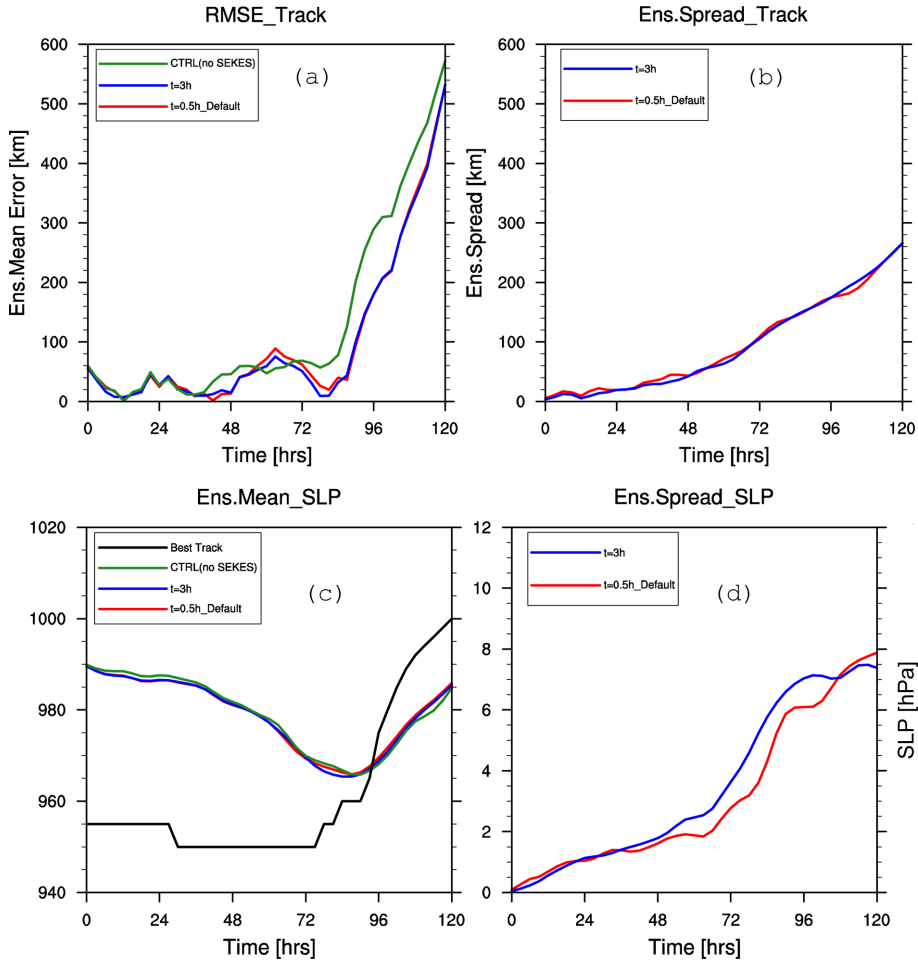 RMSE_Track
Ens.Mean Error [km]
600
500
400
300
200
100
0
CTRL(no SEKES)
t=3h
t=0.5h_Default
(a)
0 24 48 72 96 120
Time [hrs]
Ens.Spread_Track
Ens.Spread [km]
600
500
400
300
200
100
0
t=3h
t=0.5h_Default
(b)
0 24 48 72 96 120
Time [hrs]
Ens.Mean_SLP
1020
1000
980
960
940
Best Track
CTRL(no SEKES)
t=3h
t=0.5h_Default
(c)
0 24 48 72 96 120
Time [hrs]
Ens.Spread_SLP
12
10
8
6
4
2
0
SLP [hPa]
t=3h
t=0.5h_Default
(d)
0 24 48 72 96 120
Time [hrs]